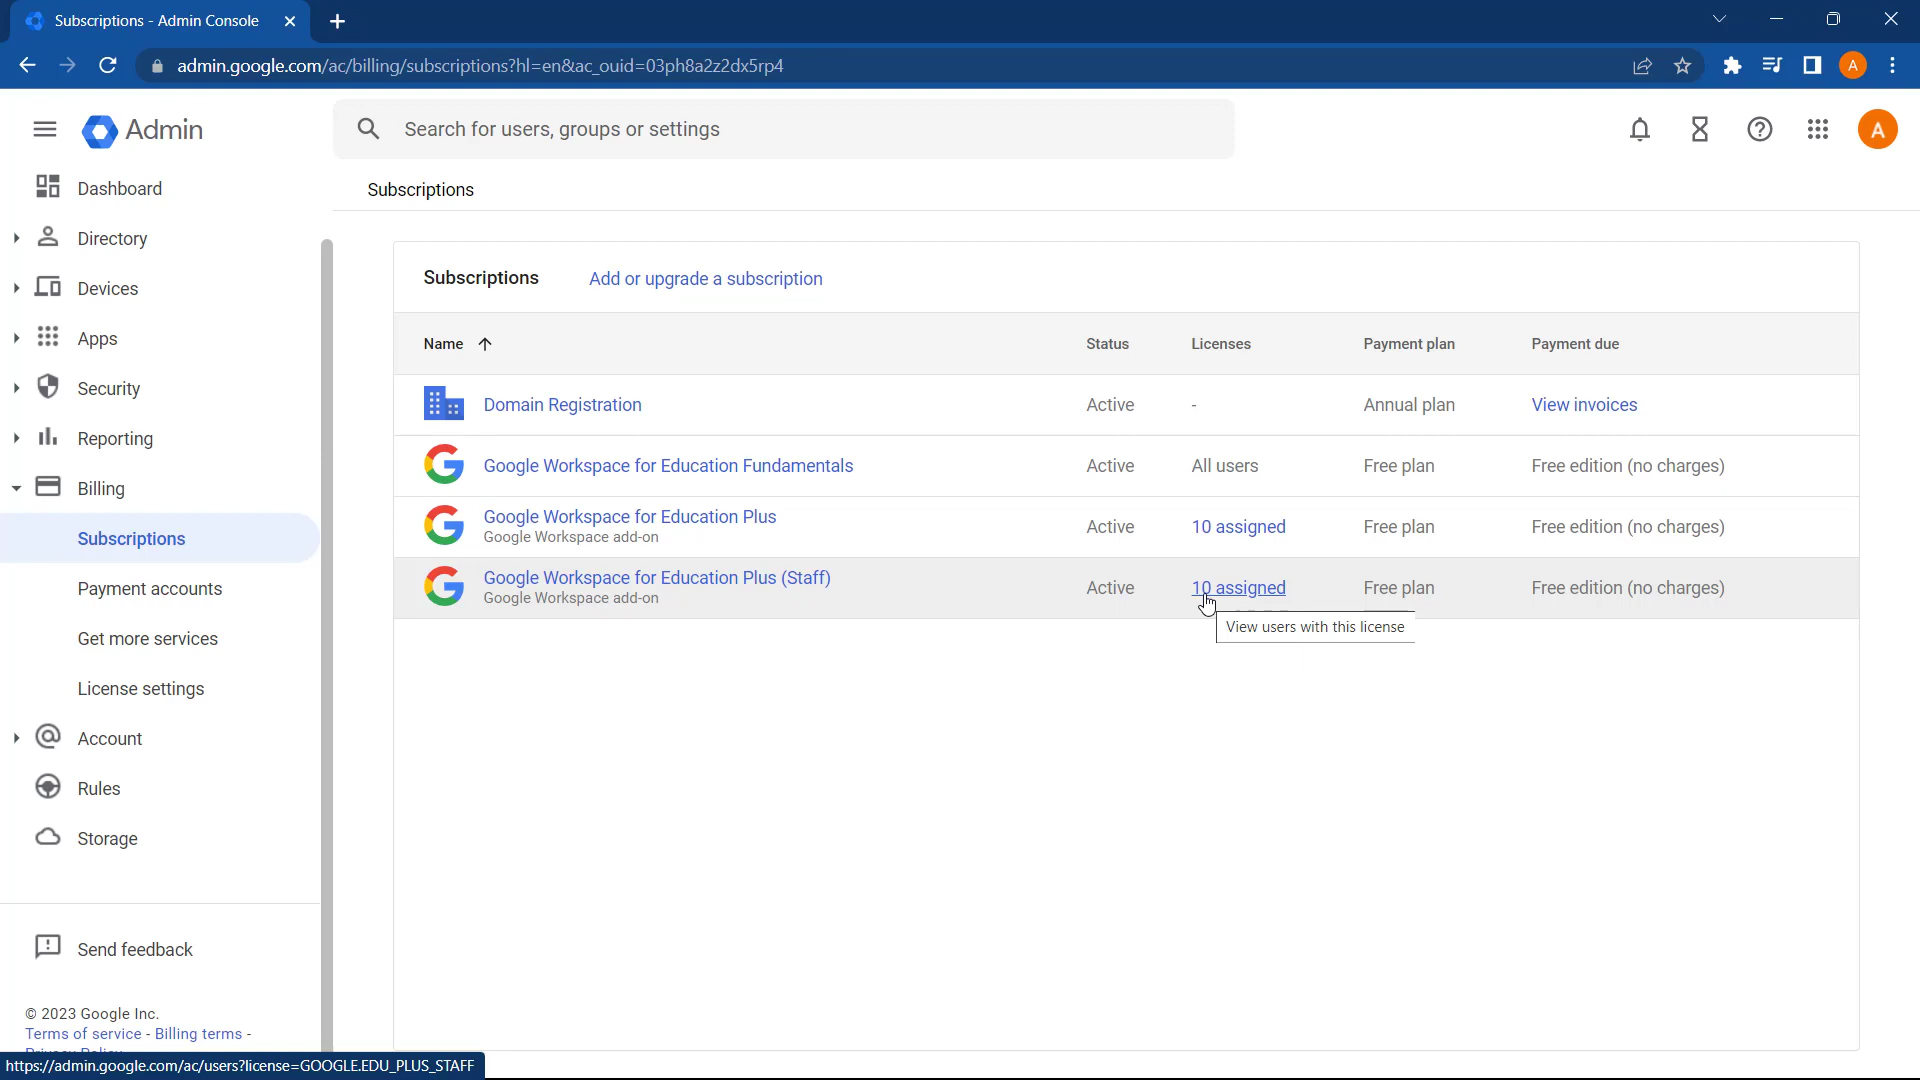 Subscriptions - Admin Console
admin.google.com/ac/billing/subscriptions?hl=en&ac_ouid=03ph8a2z2dx5rp4
A
Admin
Search for users, groups or settings
A
Dashboard
Directory
Devices
Apps
Security
Reporting
Billing
Subscriptions
Payment accounts
Get more services
License settings
Account
Rules
Storage
Send feedback
© 2023 Google Inc.
Terms of service - Billing terms -
Subscriptions
Subscriptions Add or upgrade a subscription
Name Status Licenses Payment plan Payment due
Domain Registration Active - Annual plan View invoices
Google Workspace for Education Fundamentals Active All users Free plan Free edition (no charges)
Google Workspace for Education Plus Active 10 assigned Free plan Free edition (no charges)
Google Workspace add-on
Google Workspace for Education Plus (Staff) Active 10 assigned Free plan Free edition (no charges)
Google Workspace add-on
View users with this license
https://admin.google.com/ac/users?license=GOOGLE.EDU_PLUS_STAFF